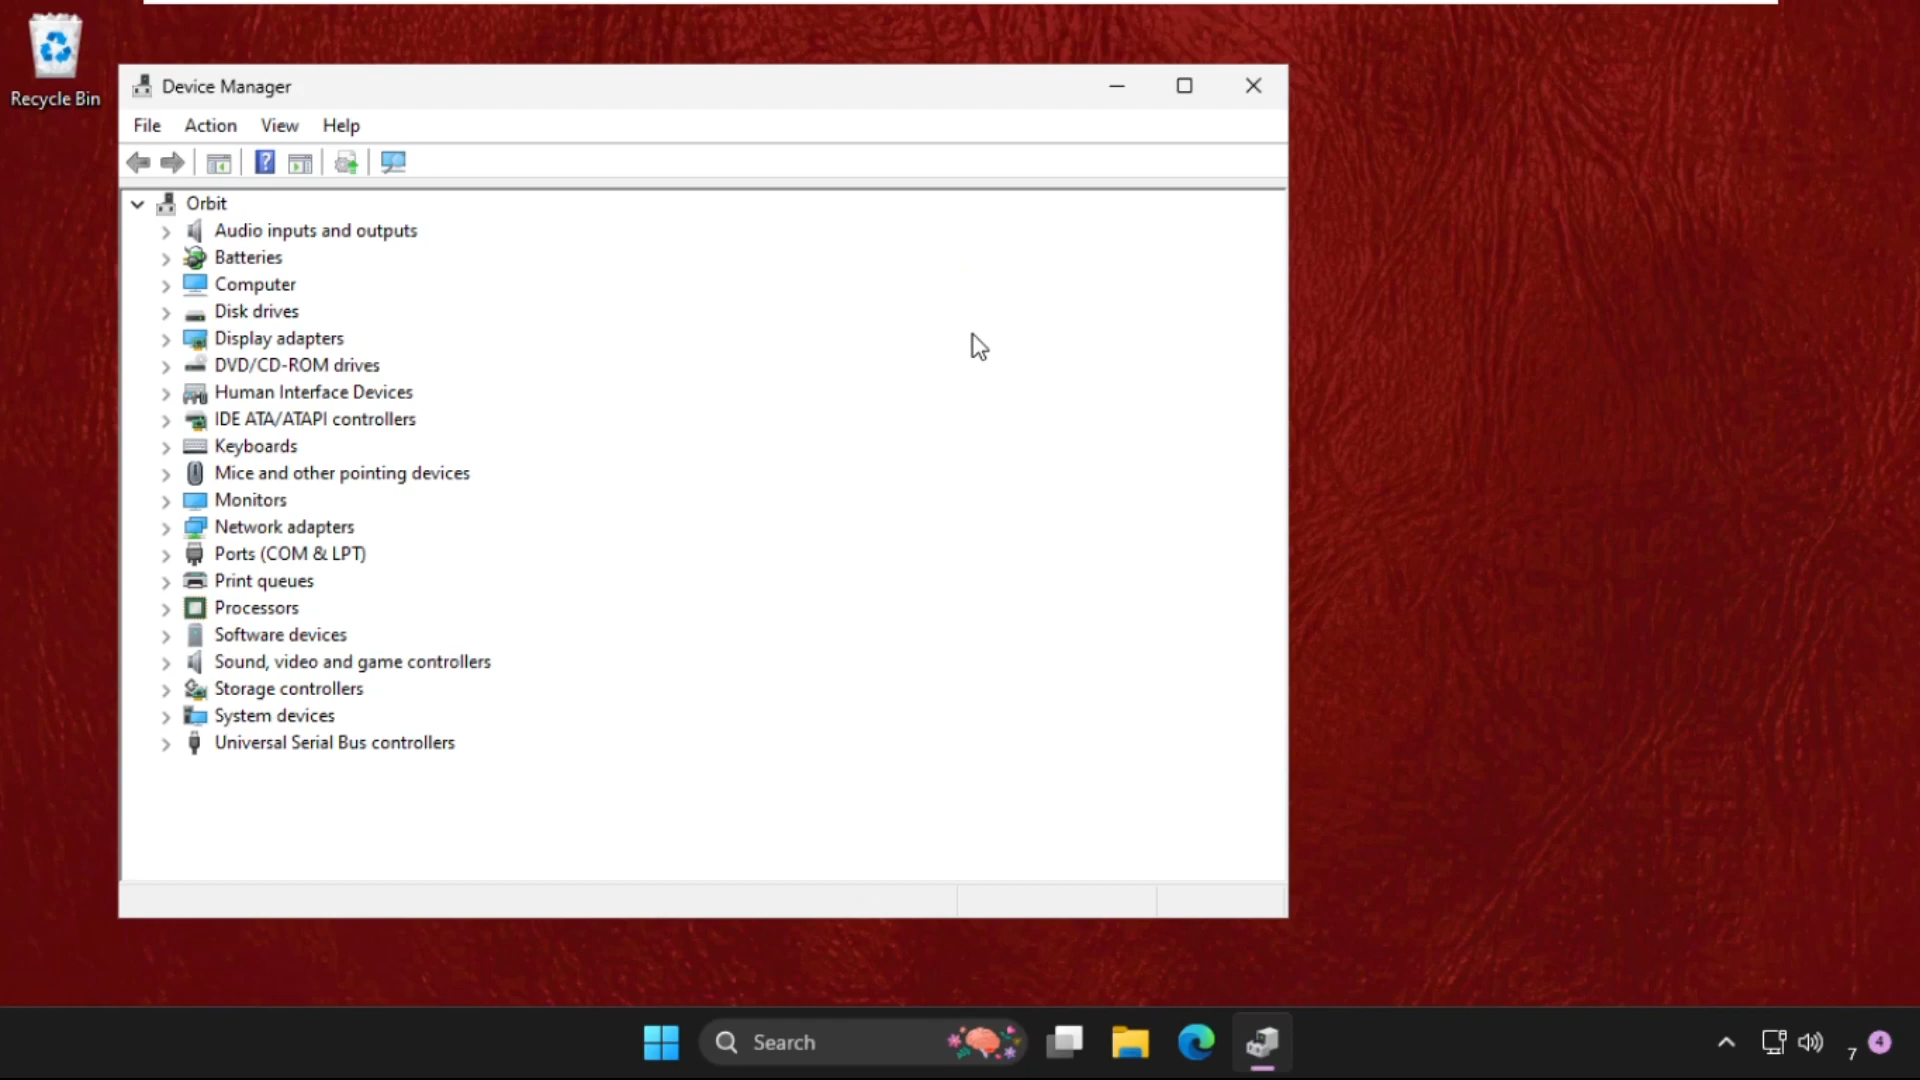 Recycle Bin
Device Manager
File Action View Help
Orbit
Audio inputs and outputs
Batteries
Computer
Disk drives
Display adapters
DVD/CD-ROM drives
Human Interface Devices
IDE ATA/ATAPI controllers
Keyboards
Mice and other pointing devices
Monitors
Network adapters
Ports (COM & LPT)
Print queues
Processors
Software devices
Sound, video and game controllers
Storage controllers
System devices
Universal Serial Bus controllers
Search
7 4